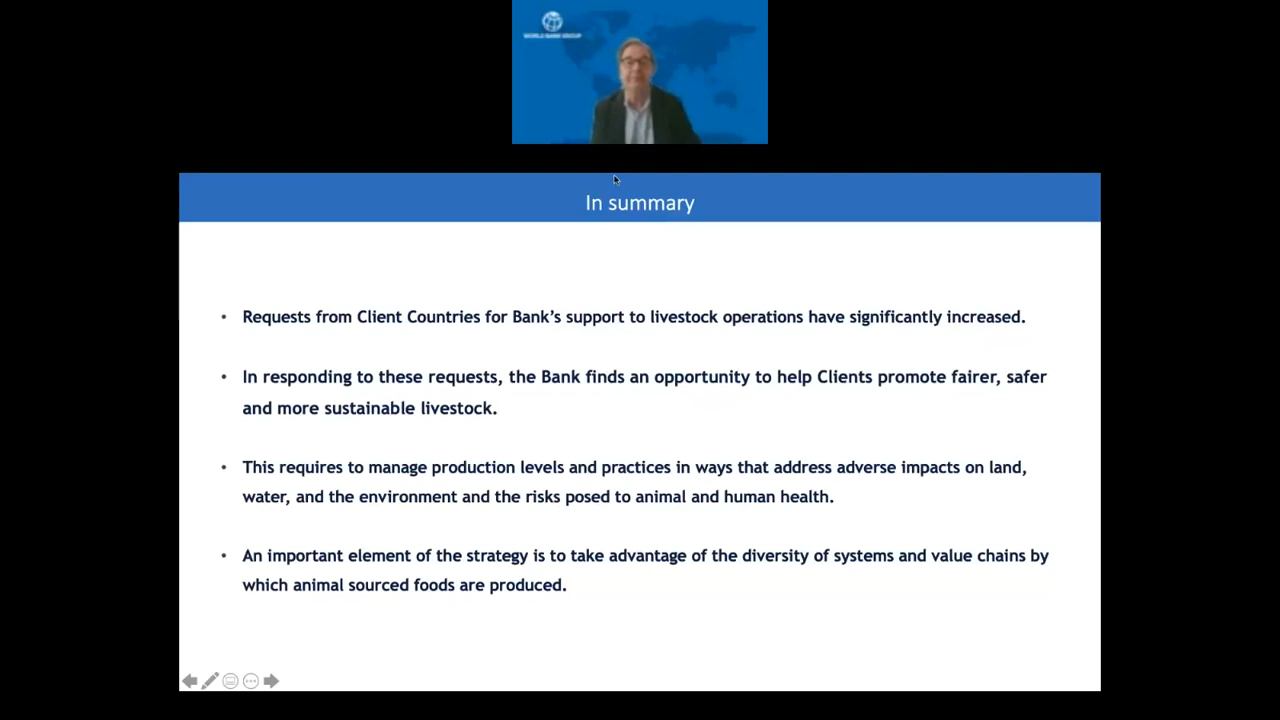 WORLD BANK GROUP
In summary
• Requests from Client Countries for Bank’s support to livestock operations have significantly increased.
• In responding to these requests, the Bank finds an opportunity to help Clients promote fairer, safer
and more sustainable livestock.
• This requires to manage production levels and practices in ways that address adverse impacts on land,
water, and the environment and the risks posed to animal and human health.
• An important element of the strategy is to take advantage of the diversity of systems and value chains by
which animal sourced foods are produced.